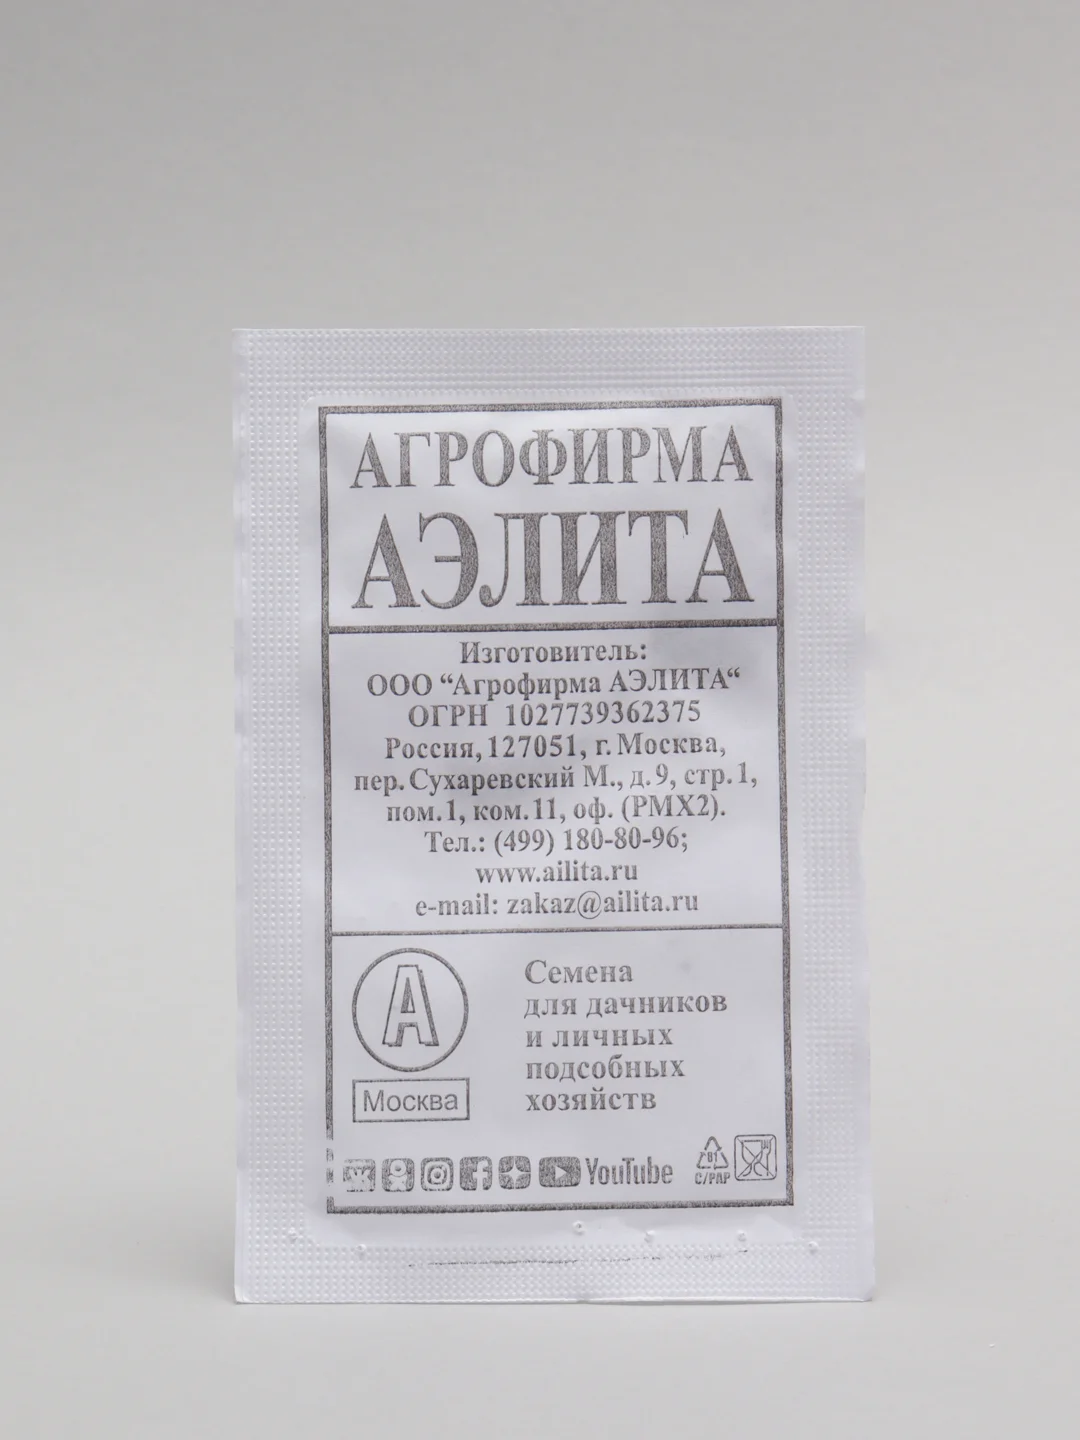 АГРОФИРМА
АЭЛИТА
Изготовитель:
ООО “Агрофирма АЭЛИТА“
ОГРН 1027739362375
Россия, 127051, г. Москва,
пер. Сухаревский М., д. 9, стр. 1,
пом. 1, ком. 11, оф. (РМХ2).
Тел.: (499) 180-80-96;
www.ailita.ru
e-mail: zakaz@ailita.ru
А
Москва
Семена
для дачников
и личных
подсобных
хозяйств
YouTube
81
C/PAP